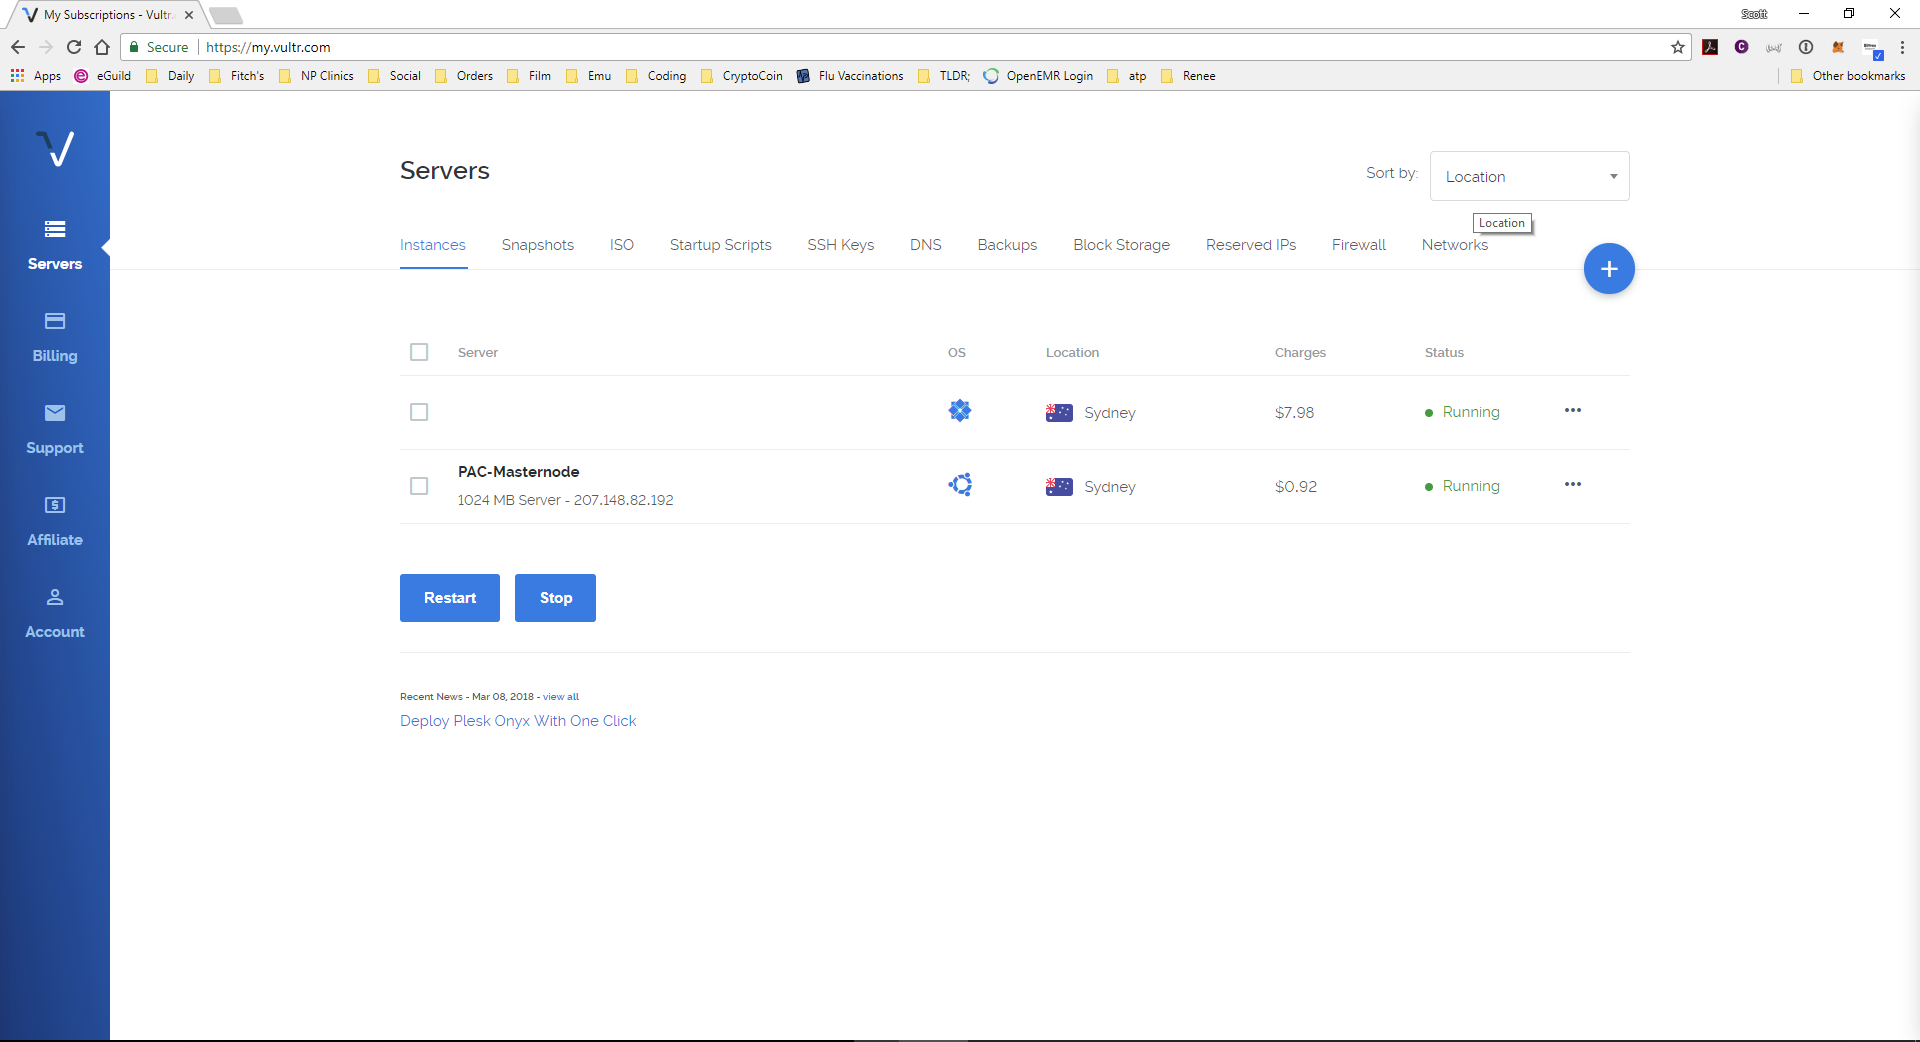 My Subscriptions - Vultr.
Scott
Secure
https://my.vultr.com
Apps eGuild Daily Fitch's NP Clinics Social Orders Film Emu Coding CryptoCoin Flu Vaccinations TLDR; OpenEMR Login atp Renee Other bookmarks
Servers
Sort by: Location
Location
Instances Snapshots ISO Startup Scripts SSH Keys DNS Backups Block Storage Reserved IPs Firewall Networks
+
Servers
Billing
Support
Affiliate
Account
Server OS Location Charges Status
Sydney $7.98 Running
PAC-Masternode
1024 MB Server - 207.148.82.192
Sydney $0.92 Running
Restart Stop
Recent News - Mar 08, 2018 - view all
Deploy Plesk Onyx With One Click